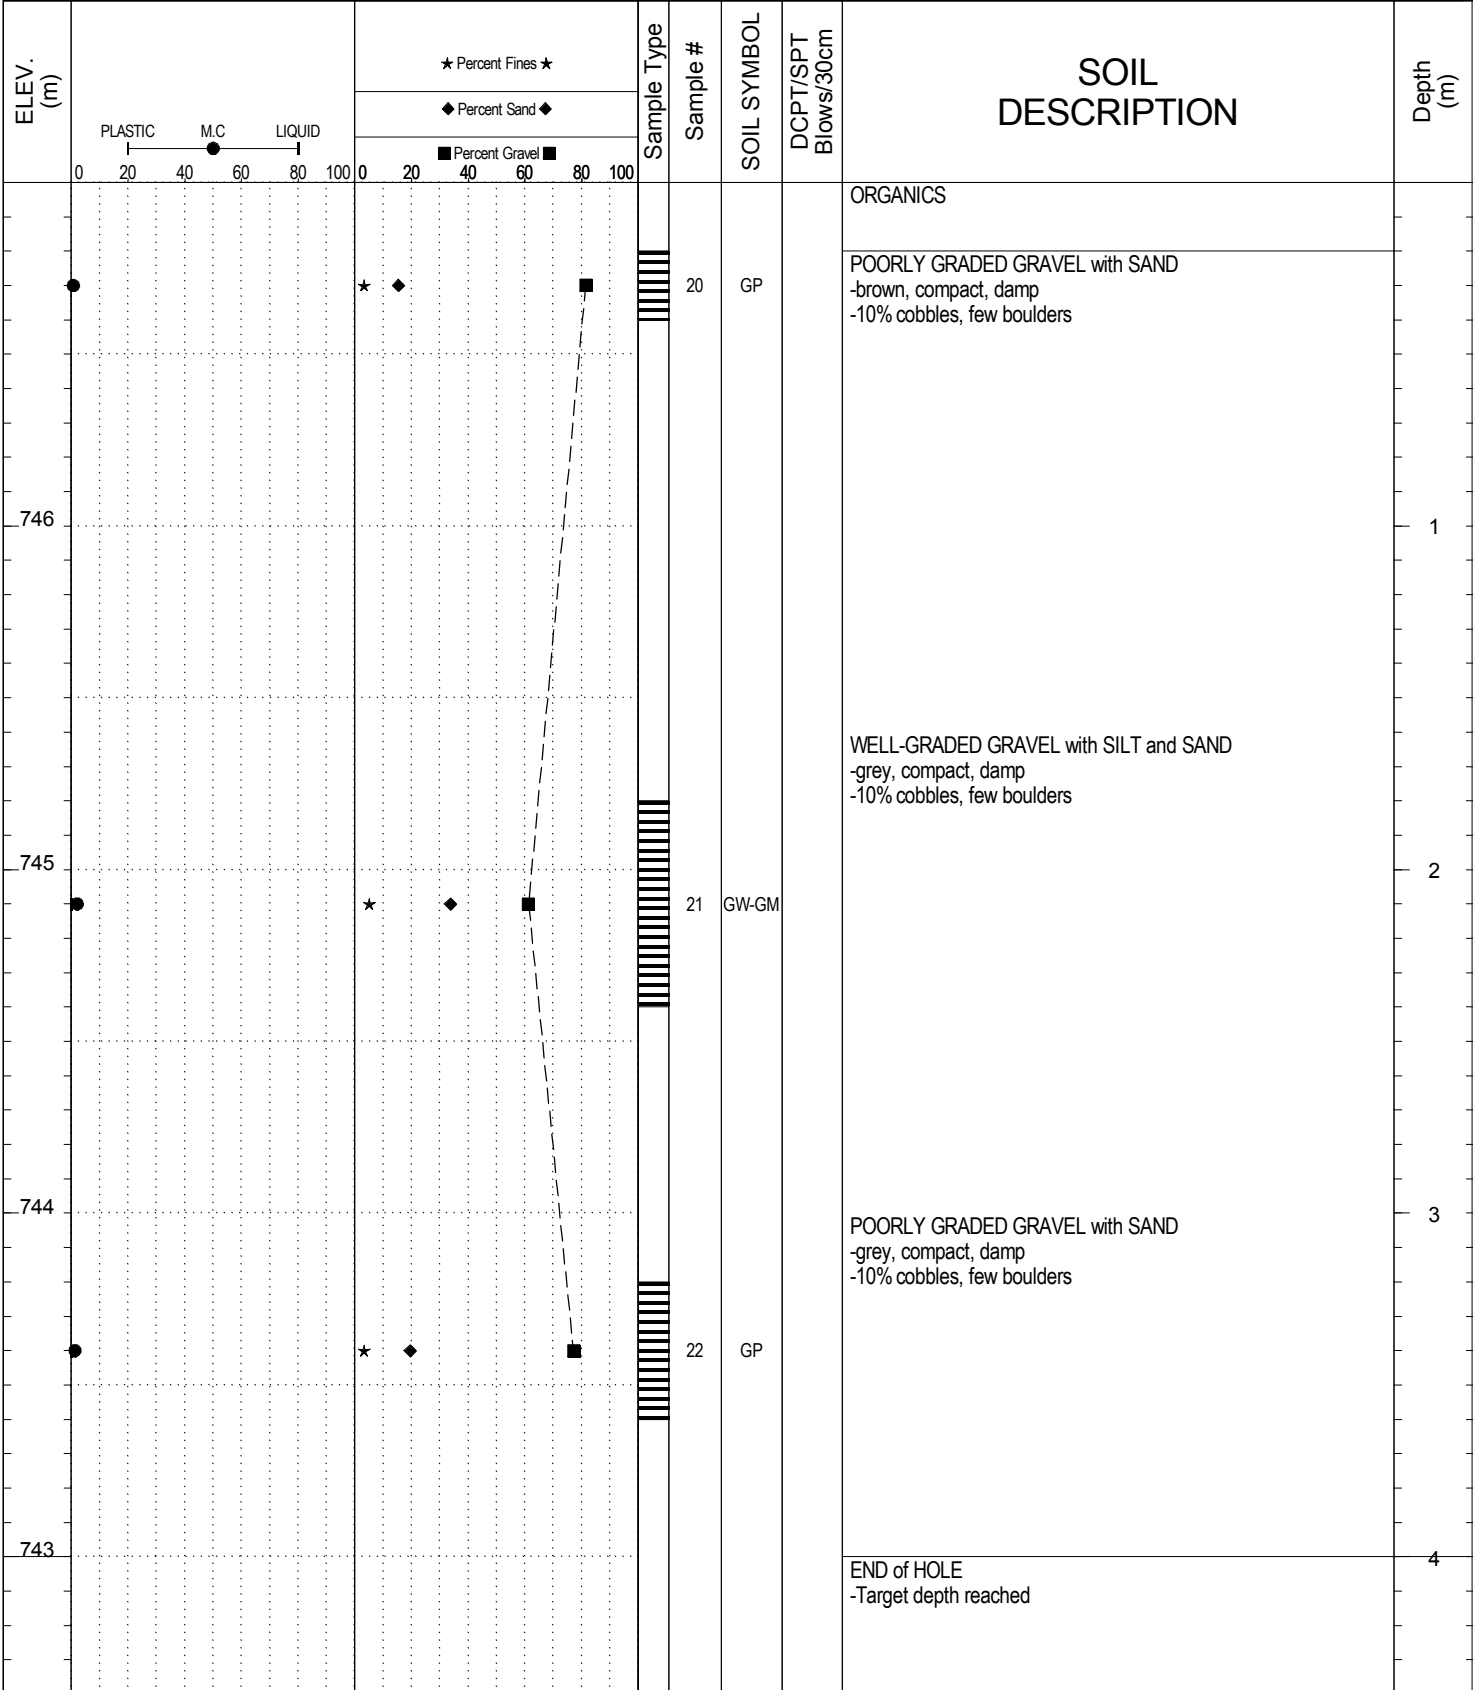 ELEV.
(m)
PLASTIC M.C LIQUID
0 20 40 60 80 100
★ Percent Fines ★
◆ Percent Sand ◆
■ Percent Gravel ■
0 20 40 60 80 100
Sample Type
Sample #
SOIL SYMBOL
DCPT/SPT
Blows/30cm
SOIL
DESCRIPTION
Depth
(m)
ORGANICS
POORLY GRADED GRAVEL with SAND
-brown, compact, damp
-10% cobbles, few boulders
20 GP
746 1
WELL-GRADED GRAVEL with SILT and SAND
-grey, compact, damp
-10% cobbles, few boulders
745 2
21 GW-GM
744 3
POORLY GRADED GRAVEL with SAND
-grey, compact, damp
-10% cobbles, few boulders
22 GP
743 4
END of HOLE
-Target depth reached